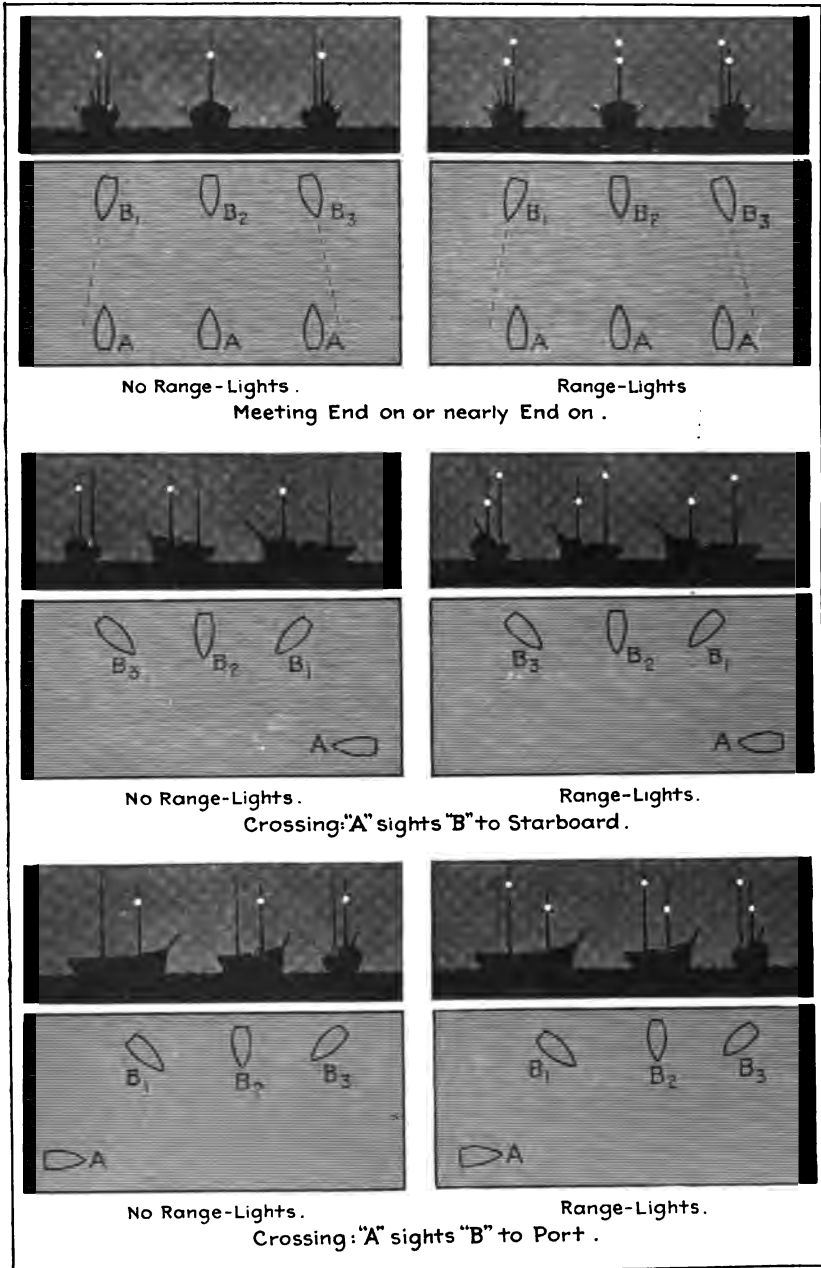 B₁ B₂ B₃ B₁ B₂ B₃
A A A A A A
No Range-Lights. Range-Lights
Meeting End on or nearly End on.
B₃ B₂ B₁ B₃ B₂ B₁
A A
No Range-Lights. Range-Lights.
Crossing: "A" sights "B" to Starboard.
B₁ B₂ B₃ B₁ B₂ B₃
A A
No Range-Lights. Range-Lights.
Crossing: "A" sights "B" to Port.